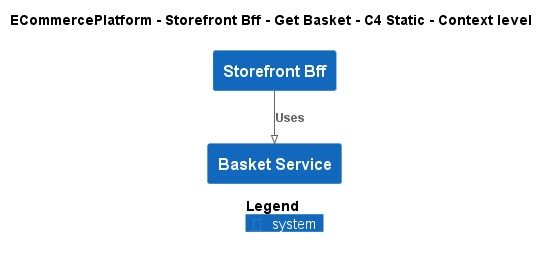 ECommercePlatform - Storefront Bff - Get Basket - C4 Static - Context level
Storefront Bff
Uses
Basket Service
Legend
system